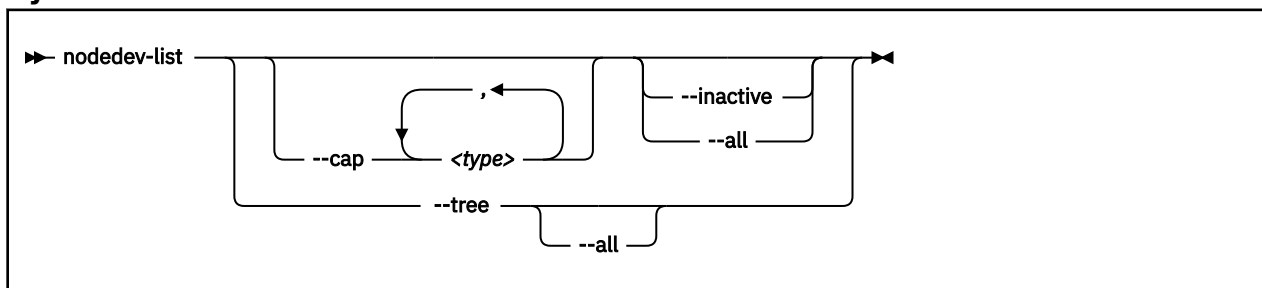 nodedev-list
,
--inactive
--all
--cap <type>
--tree
--all